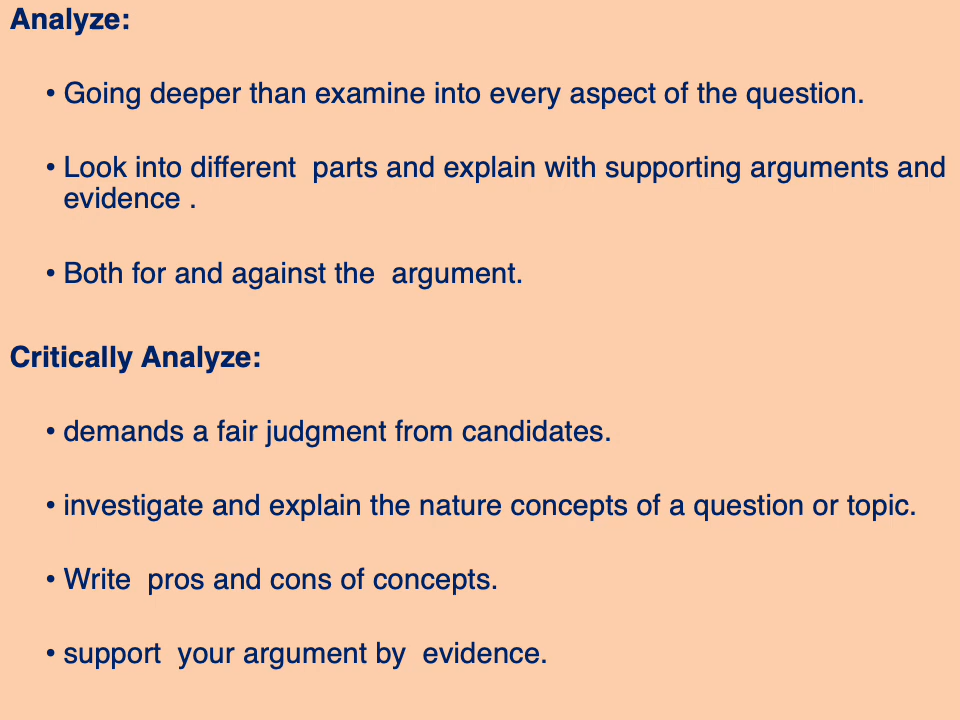 Analyze:
• Going deeper than examine into every aspect of the question.
• Look into different  parts and explain with supporting arguments and
evidence .
• Both for and against the  argument.
Critically Analyze:
• demands a fair judgment from candidates.
• investigate and explain the nature concepts of a question or topic.
• Write  pros and cons of concepts.
• support  your argument by  evidence.